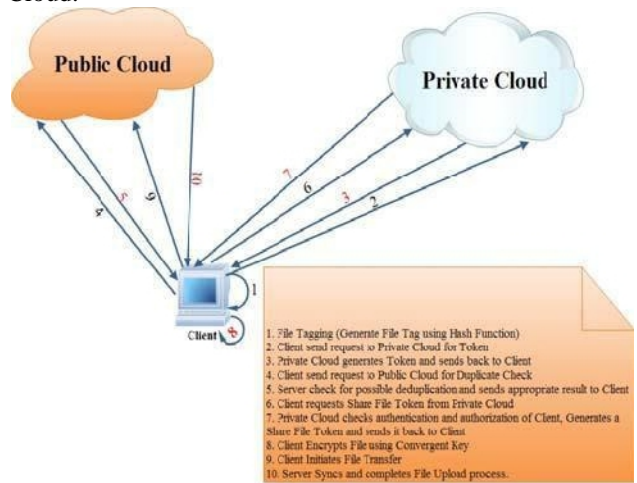 Cloud.
Public Cloud
Private Cloud
7
6
3
2
4
5
9
10
1
Client
8
1. File Tagging (Generate File Tag using Hash Function)
2. Client send request to Private Cloud for Token
3. Private Cloud generates Token and sends back to Client
4. Client send request to Public Cloud for Duplicate Check
5. Server check for possible deduplication and sends appropriate result to Client
6. Client requests Share File Token from Private Cloud
7. Private Cloud checks authentication and authorization of Client, Generates a
Share File Token and sends it back to Client
8. Client Encrypts File using Convergent Key
9. Client Initiates File Transfer
10. Server Syncs and completes File Upload process.